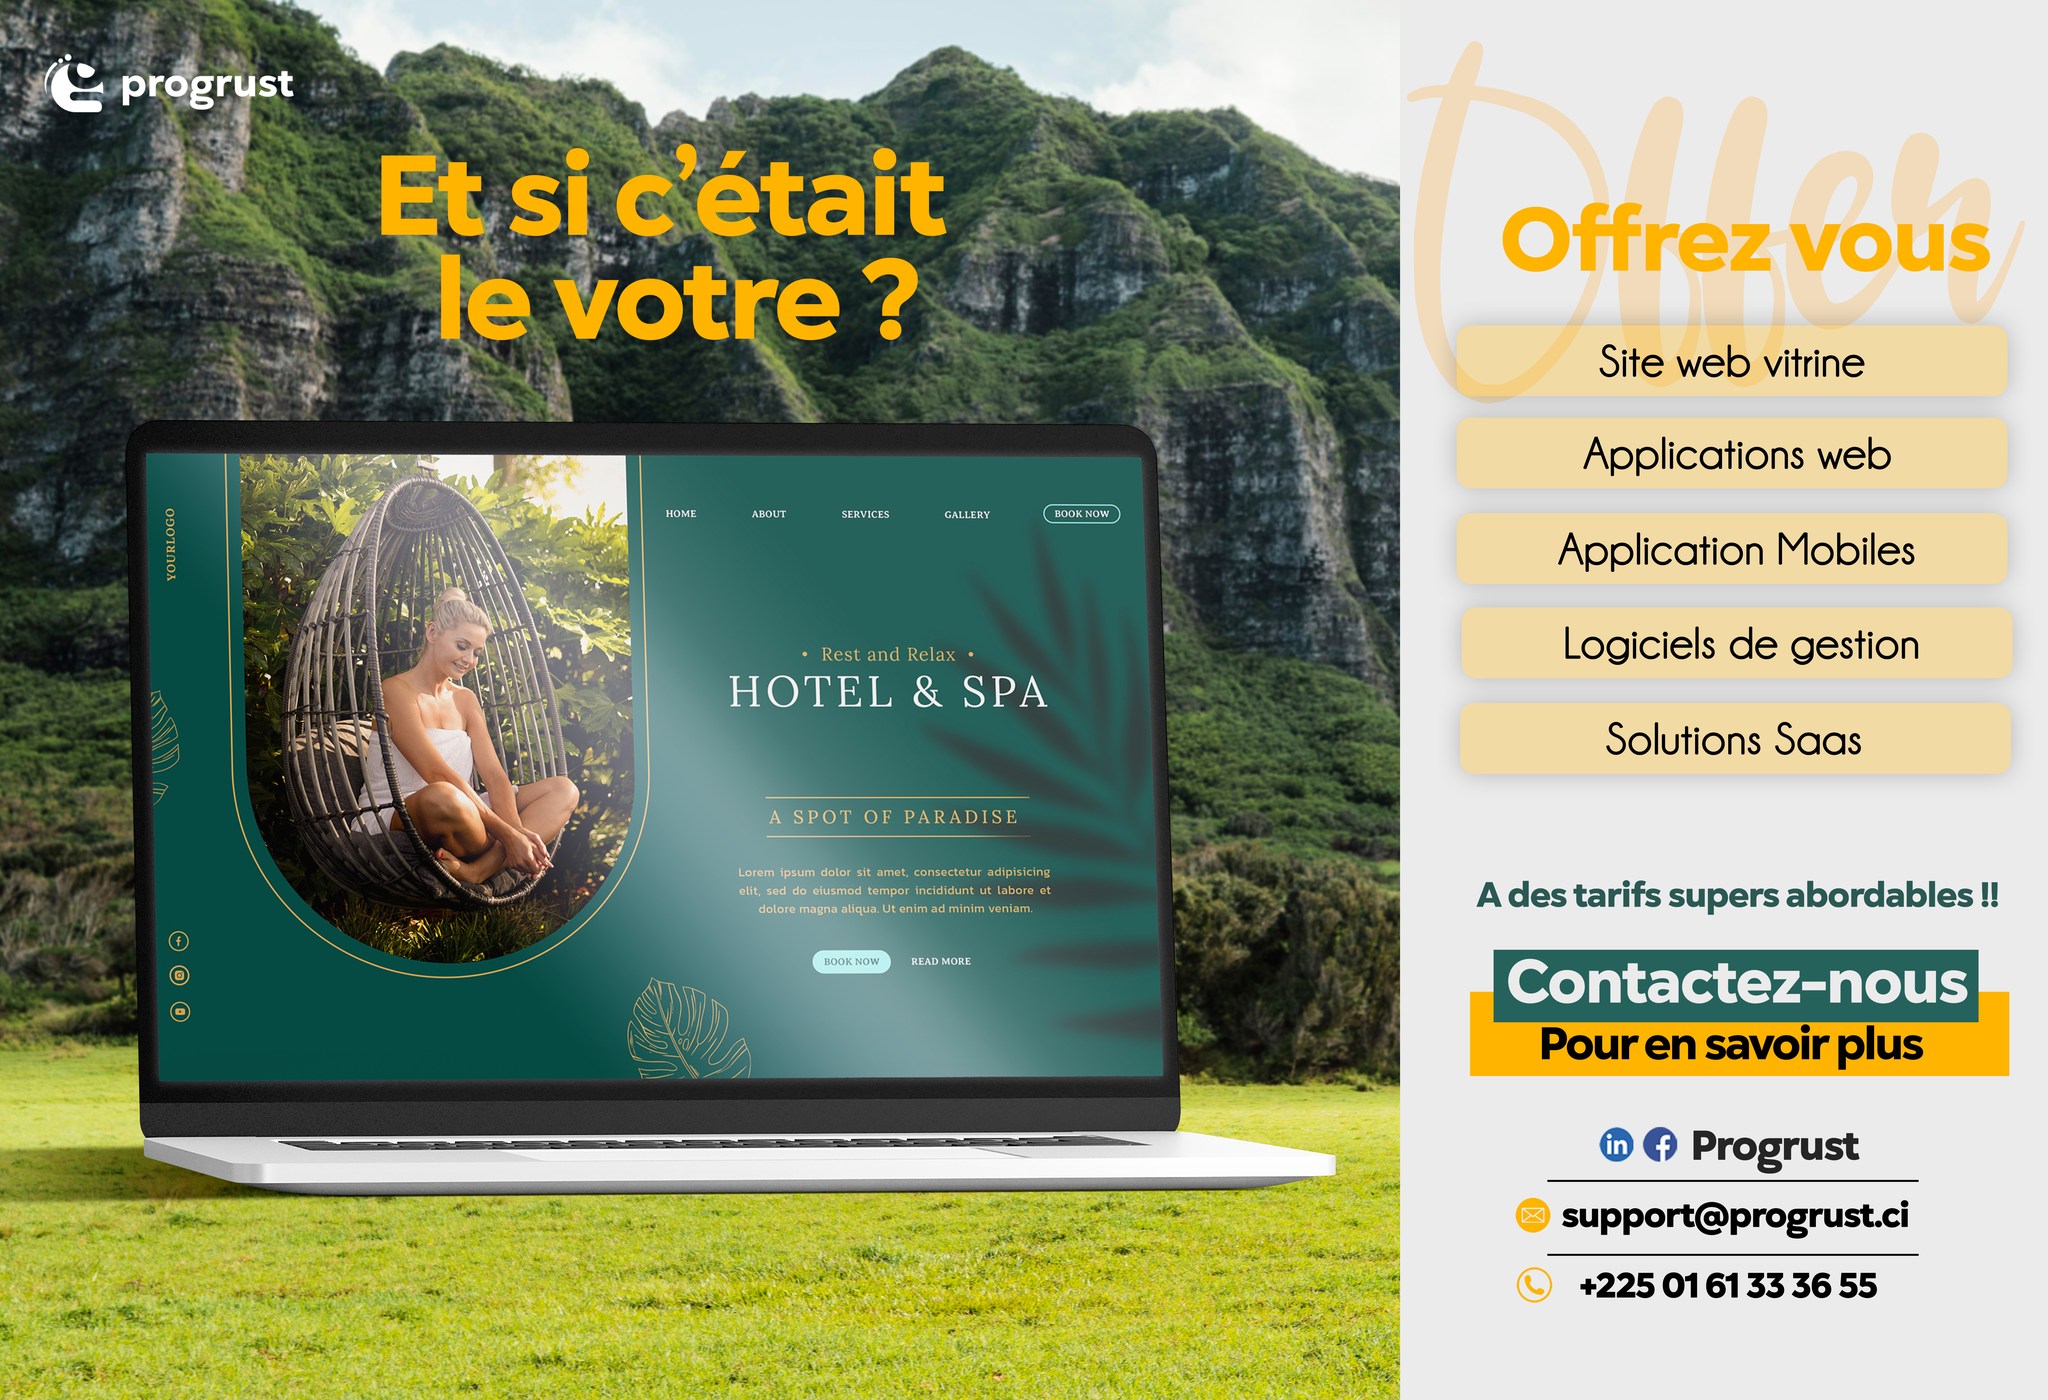 progrust
Et si c'était
le votre ?
YOURLOGO
HOME ABOUT SERVICES GALLERY BOOK NOW
• Rest and Relax •
HOTEL & SPA
A SPOT OF PARADISE
Lorem ipsum dolor sit amet, consectetur adipisicing
elit, sed do eiusmod tempor incididunt ut labore et
dolore magna aliqua. Ut enim ad minim veniam.
BOOK NOW READ MORE
Offer
Offrez vous
Site web vitrine
Applications web
Application Mobiles
Logiciels de gestion
Solutions Saas
A des tarifs supers abordables !!
Contactez-nous
Pour en savoir plus
in f Progrust
support@progrust.ci
+225 01 61 33 36 55